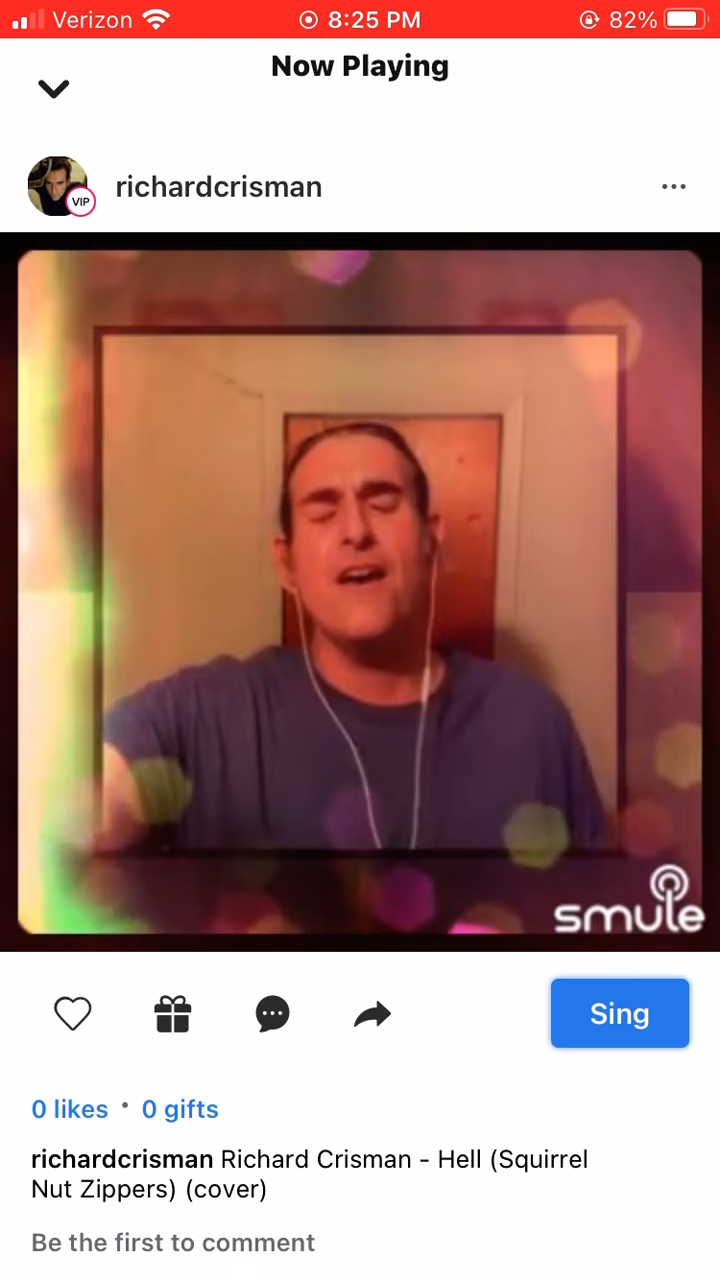 Verizon 8:25 PM 82%
Now Playing
VIP richardcrisman
smule
Sing
0 likes · 0 gifts
richardcrisman Richard Crisman - Hell (Squirrel
Nut Zippers) (cover)
Be the first to comment